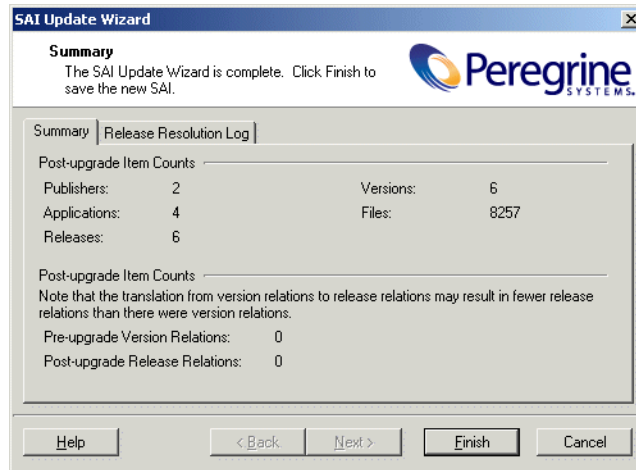 SAI Update Wizard
Summary
The SAI Update Wizard is complete. Click Finish to
save the new SAI.
Peregrine
SYSTEMS
Summary
Release Resolution Log
Post-upgrade Item Counts
Publishers: 2 Versions: 6
Applications: 4 Files: 8257
Releases: 6
Post-upgrade Item Counts
Note that the translation from version relations to release relations may result in fewer release
relations than there were version relations.
Pre-upgrade Version Relations: 0
Post-upgrade Release Relations: 0
Help
< Back
Next >
Finish
Cancel